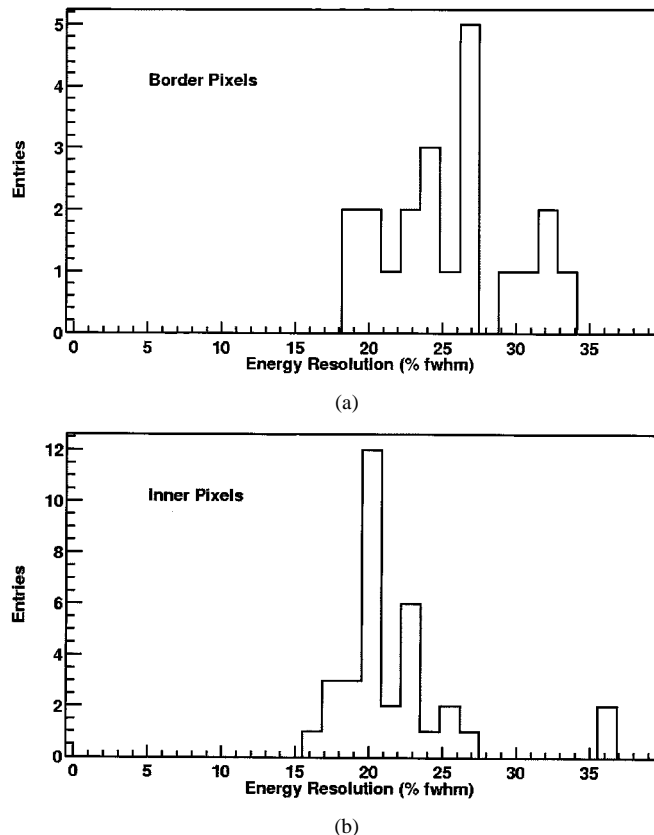 5
4
Border Pixels
3
Entries
2
1
0
0 5 10 15 20 25 30 35
Energy Resolution (% fwhm)
(a)
12
10
Inner Pixels
8
Entries
6
4
2
0
0 5 10 15 20 25 30 35
Energy Resolution (% fwhm)
(b)